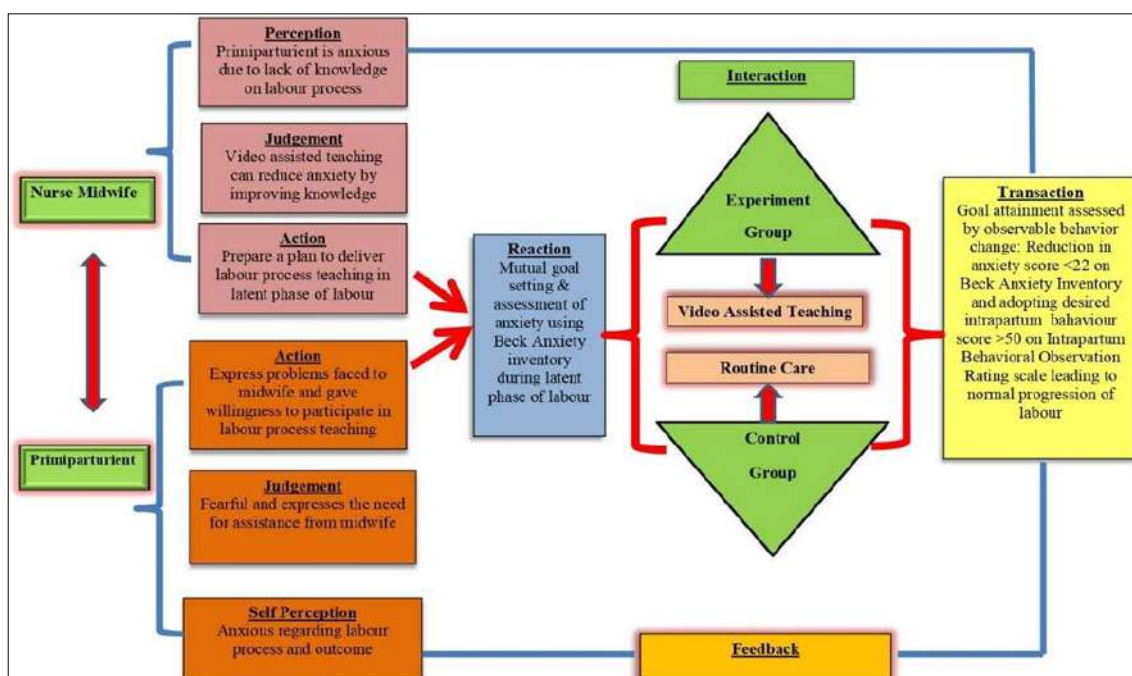 Perception
Primiparturient is anxious
due to lack of knowledge
on labour process
Judgement
Video assisted teaching
can reduce anxiety by
improving knowledge
Nurse Midwife
Action
Prepare a plan to deliver
labour process teaching in
latent phase of labour
Action
Express problems faced to
midwife and gave
willingness to participate in
labour process teaching
Primiparturient
Judgement
Fearful and expresses the need
for assistance from midwife
Self Perception
Anxious regarding labour
process and outcome
Reaction
Mutual goal
setting &
assessment of
anxiety using
Beck Anxiety
inventory
during latent
phase of labour
Interaction
Experiment
Group
Video Assisted Teaching
Routine Care
Control
Group
Transaction
Goal attainment assessed
by observable behavior
change: Reduction in
anxiety score <22 on
Beck Anxiety Inventory
and adopting desired
intrapartum bahaviour
score >50 on Intrapartum
Behavioral Observation
Rating scale leading to
normal progression of
labour
Feedback